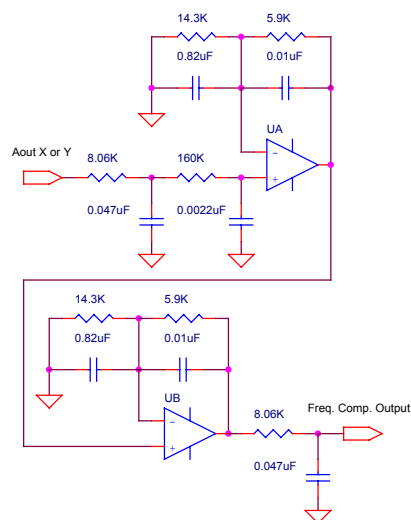 14.3K 5.9K
0.82uF 0.01uF
UA
Aout X or Y
8.06K 160K
-
+
0.047uF 0.0022uF
14.3K 5.9K
0.82uF 0.01uF
UB
Freq. Comp. Output
8.06K
-
+
0.047uF